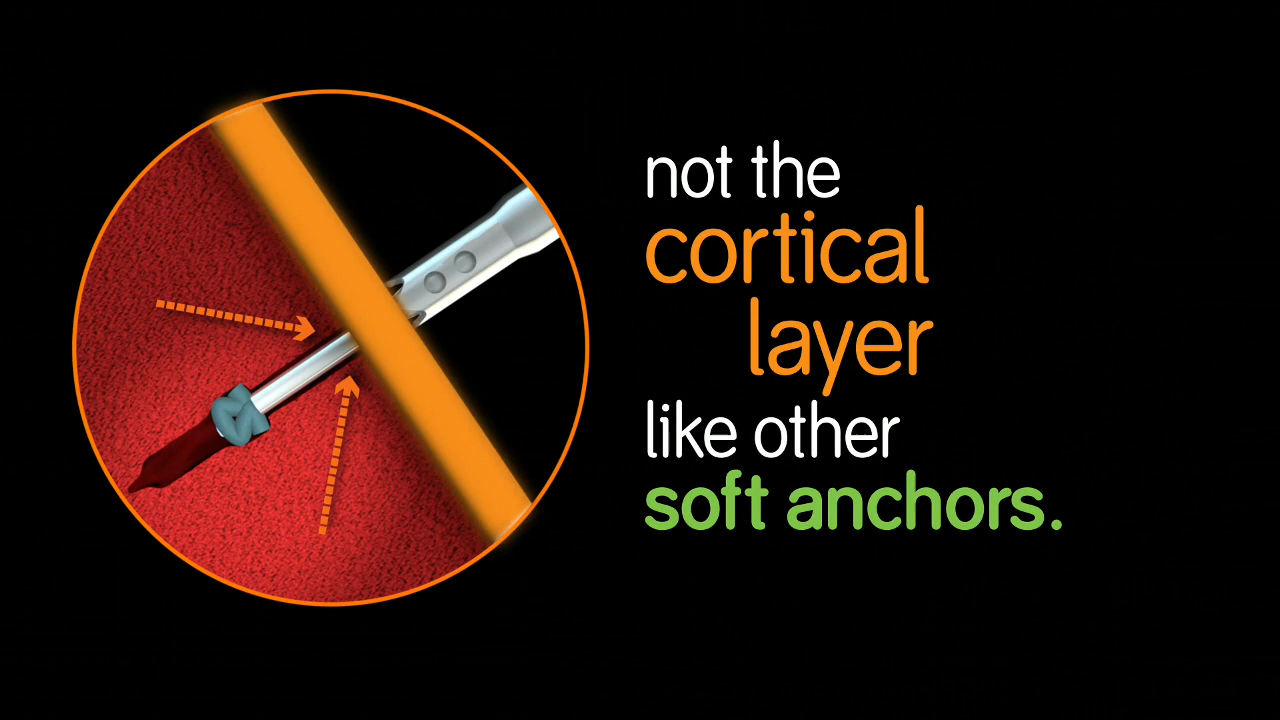 not the
cortical
layer
like other
soft anchors.